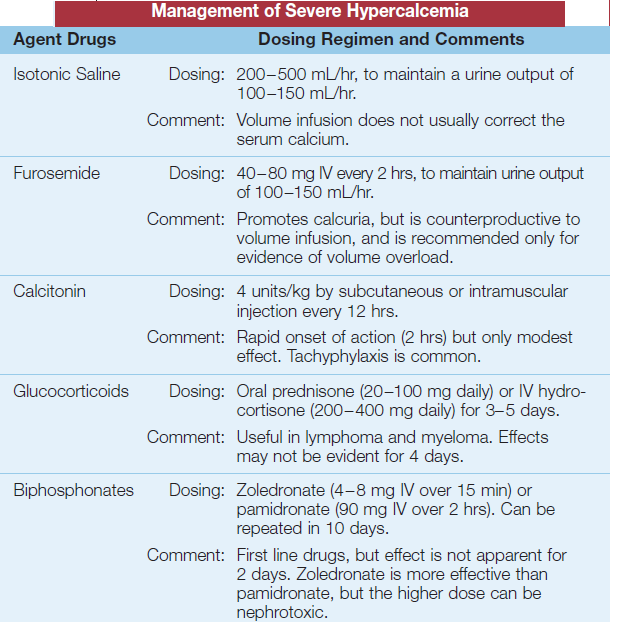 Management of Severe Hypercalcemia
Agent Drugs Dosing Regimen and Comments
Isotonic Saline Dosing: 200–500 mL/hr, to maintain a urine output of
100–150 mL/hr.
Comment: Volume infusion does not usually correct the
serum calcium.
Furosemide Dosing: 40–80 mg IV every 2 hrs, to maintain urine output
of 100–150 mL/hr.
Comment: Promotes calcuria, but is counterproductive to
volume infusion, and is recommended only for
evidence of volume overload.
Calcitonin Dosing: 4 units/kg by subcutaneous or intramuscular
injection every 12 hrs.
Comment: Rapid onset of action (2 hrs) but only modest
effect. Tachyphylaxis is common.
Glucocorticoids Dosing: Oral prednisone (20–100 mg daily) or IV hydro-
cortisone (200–400 mg daily) for 3–5 days.
Comment: Useful in lymphoma and myeloma. Effects
may not be evident for 4 days.
Biphosphonates Dosing: Zoledronate (4–8 mg IV over 15 min) or
pamidronate (90 mg IV over 2 hrs). Can be
repeated in 10 days.
Comment: First line drugs, but effect is not apparent for
2 days. Zoledronate is more effective than
pamidronate, but the higher dose can be
nephrotoxic.